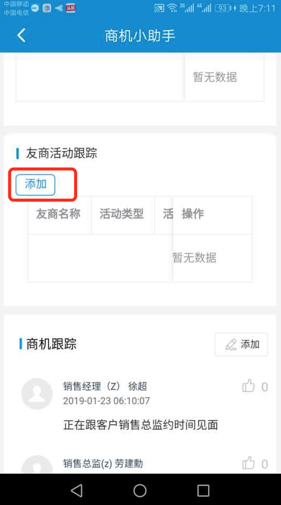 中国移动
中国电信
93
晚上7:11
商机小助手
暂无数据
友商活动跟踪
添加
友商名称 活动类型 活 操作
暂无数据
商机跟踪 添加
销售经理（Z） 徐超 0
2019-01-23 06:10:07
正在跟客户销售总监约时间见面
销售总监(z) 劳建勳 0